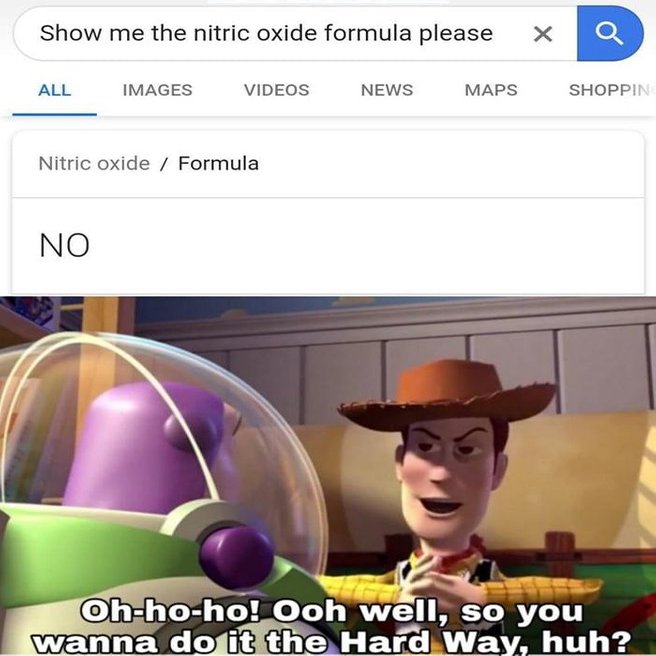 Show me the nitric oxide formula please
ALL IMAGES VIDEOS NEWS MAPS SHOPPIN
Nitric oxide / Formula
NO
Oh-ho-ho! Ooh well, so you
wanna do it the Hard Way, huh?